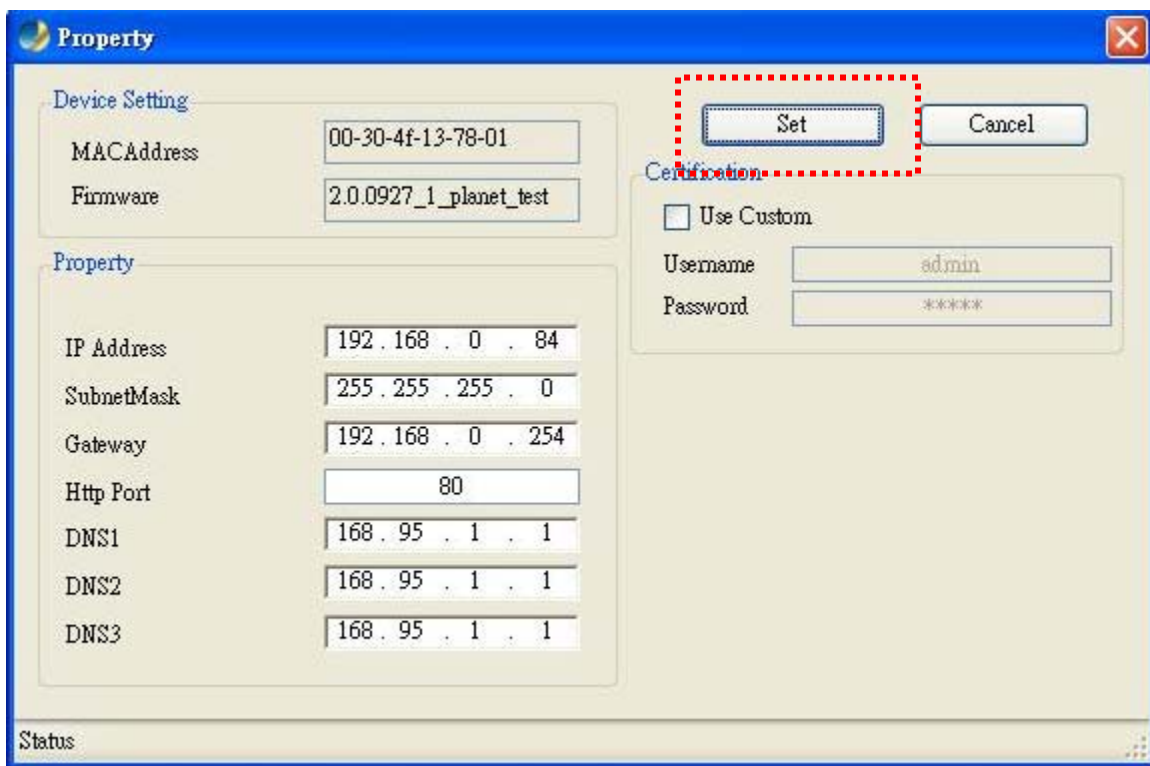 Property
Device Setting
MACAddress 00-30-4f-13-78-01
Firmware 2.0.0927_1_planet_test
Property
IP Address 192 . 168 . 0 . 84
SubnetMask 255 . 255 . 255 . 0
Gateway 192 . 168 . 0 . 254
Http Port 80
DNS1 168 . 95 . 1 . 1
DNS2 168 . 95 . 1 . 1
DNS3 168 . 95 . 1 . 1
Set Cancel
Certification
Use Custom
Username admin
Password *****
Status